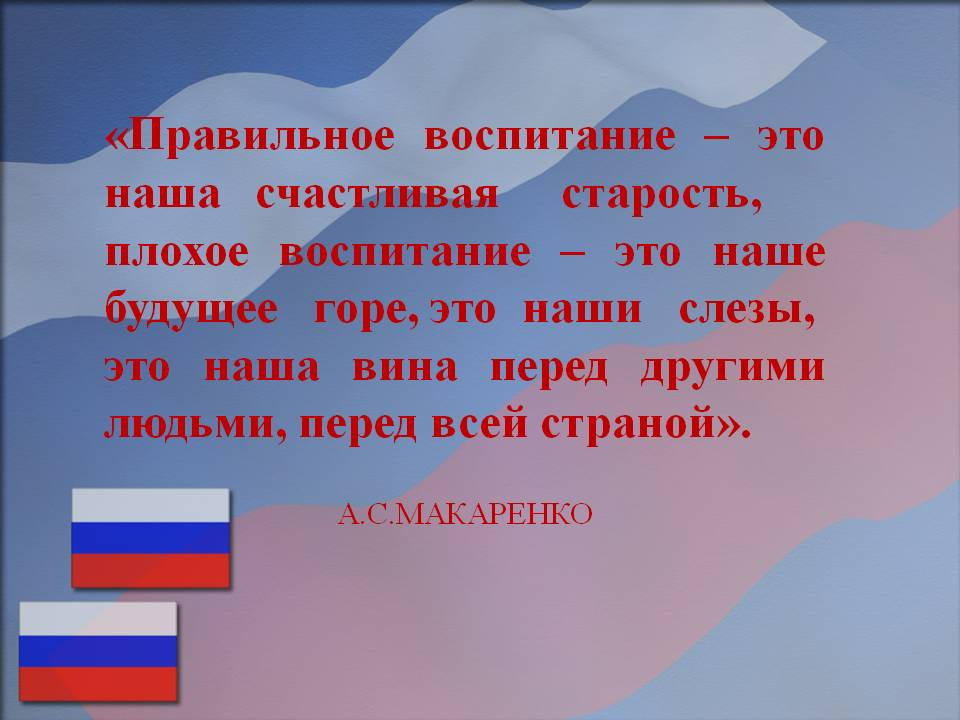 «Правильное воспитание – это
наша счастливая старость,
плохое воспитание – это наше
будущее горе, это наши слезы,
это наша вина перед другими
людьми, перед всей страной».
А.С.МАКАРЕНКО